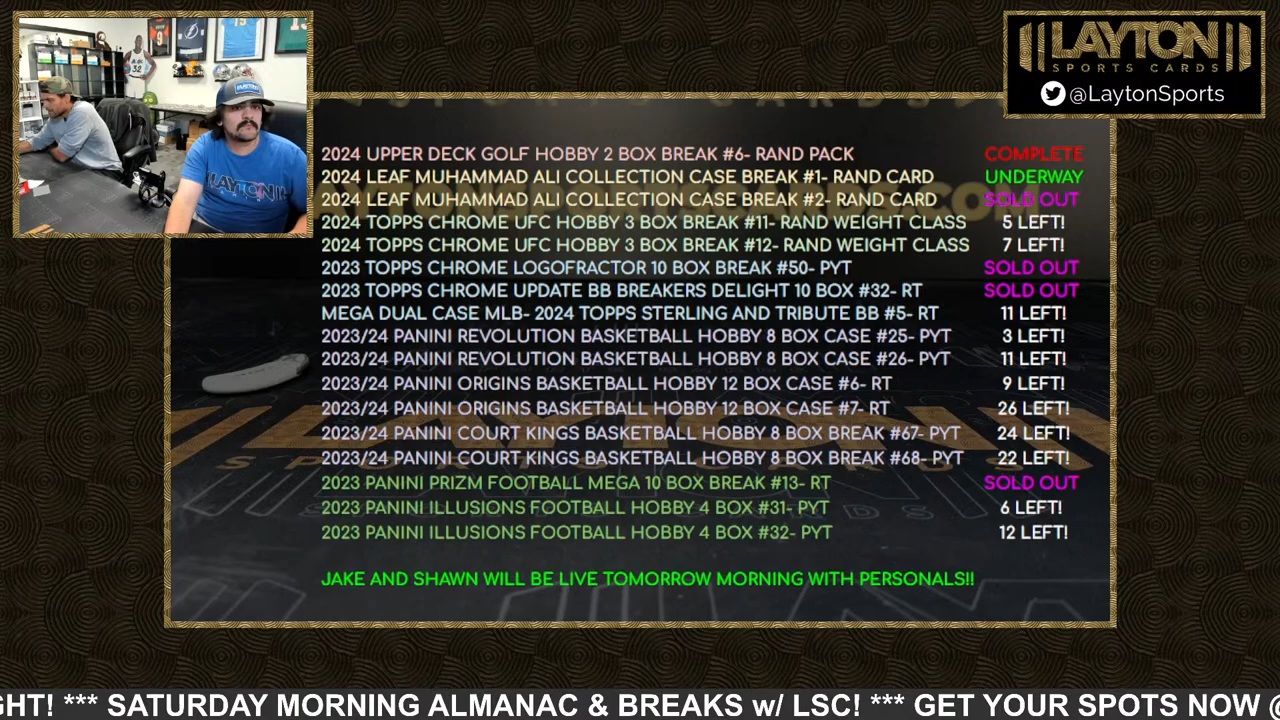 LAYTON
SPORTS CARDS
@LaytonSports
2024 UPPER DECK GOLF HOBBY 2 BOX BREAK #6- RAND PACK COMPLETE
2024 LEAF MUHAMMAD ALI COLLECTION CASE BREAK #1- RAND CARD UNDERWAY
2024 LEAF MUHAMMAD ALI COLLECTION CASE BREAK #2- RAND CARD SOLD OUT
2024 TOPPS CHROME UFC HOBBY 3 BOX BREAK #11- RAND WEIGHT CLASS 5 LEFT!
2024 TOPPS CHROME UFC HOBBY 3 BOX BREAK #12- RAND WEIGHT CLASS 7 LEFT!
2023 TOPPS CHROME LOGOFRACTOR 10 BOX BREAK #50- PYT SOLD OUT
2023 TOPPS CHROME UPDATE BB BREAKERS DELIGHT 10 BOX #32- RT SOLD OUT
MEGA DUAL CASE MLB- 2024 TOPPS STERLING AND TRIBUTE BB #5- RT 11 LEFT!
2023/24 PANINI REVOLUTION BASKETBALL HOBBY 8 BOX CASE #25- PYT 3 LEFT!
2023/24 PANINI REVOLUTION BASKETBALL HOBBY 8 BOX CASE #26- PYT 11 LEFT!
2023/24 PANINI ORIGINS BASKETBALL HOBBY 12 BOX CASE #6- RT 9 LEFT!
2023/24 PANINI ORIGINS BASKETBALL HOBBY 12 BOX CASE #7- RT 26 LEFT!
2023/24 PANINI COURT KINGS BASKETBALL HOBBY 8 BOX BREAK #67- PYT 24 LEFT!
2023/24 PANINI COURT KINGS BASKETBALL HOBBY 8 BOX BREAK #68- PYT 22 LEFT!
2023 PANINI PRIZM FOOTBALL MEGA 10 BOX BREAK #13- RT SOLD OUT
2023 PANINI ILLUSIONS FOOTBALL HOBBY 4 BOX #31- PYT 6 LEFT!
2023 PANINI ILLUSIONS FOOTBALL HOBBY 4 BOX #32- PYT 12 LEFT!
JAKE AND SHAWN WILL BE LIVE TOMORROW MORNING WITH PERSONALS!!
GHT! *** SATURDAY MORNING ALMANAC & BREAKS w/ LSC! *** GET YOUR SPOTS NOW @